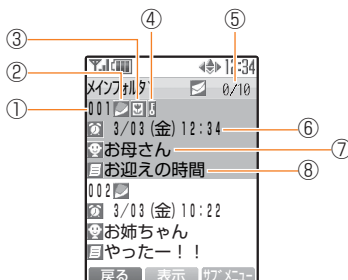 ④
③ ⑤
②
12:34
メインフォルダ 0/10
① 001
3/03(金)12:34 ⑥
お母さん ⑦
お迎えの時間 ⑧
002
3/03(金)10:22
お姉ちゃん
やったー!!
戻る 表示 サブメニュー